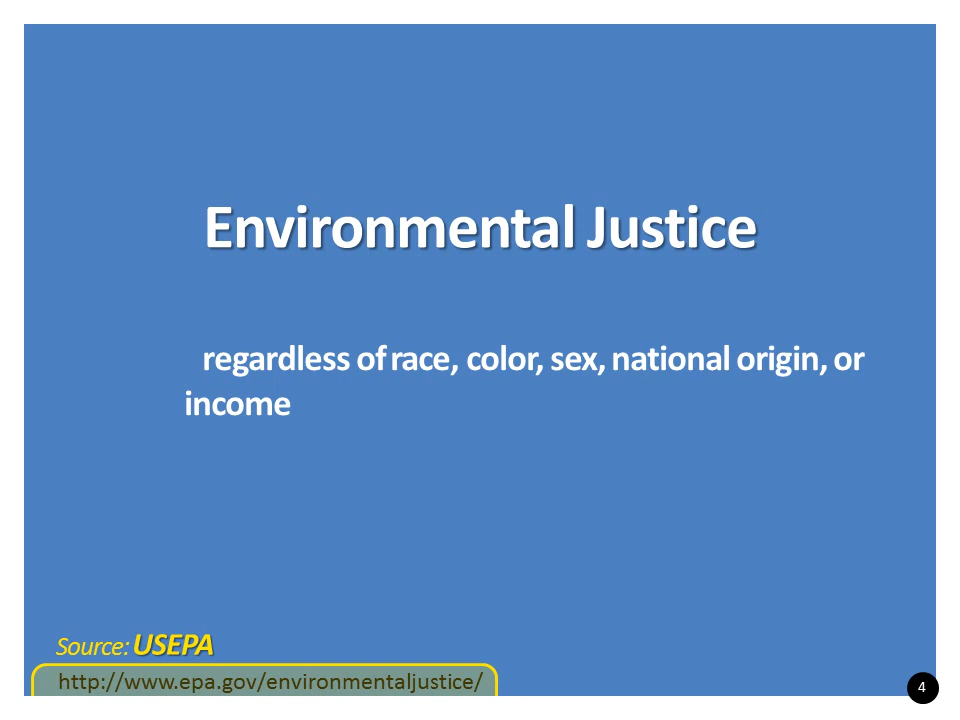 Environmental Justice
regardless of race, color, sex, national origin, or
income
Source: USEPA
http://www.epa.gov/environmentaljustice/
4